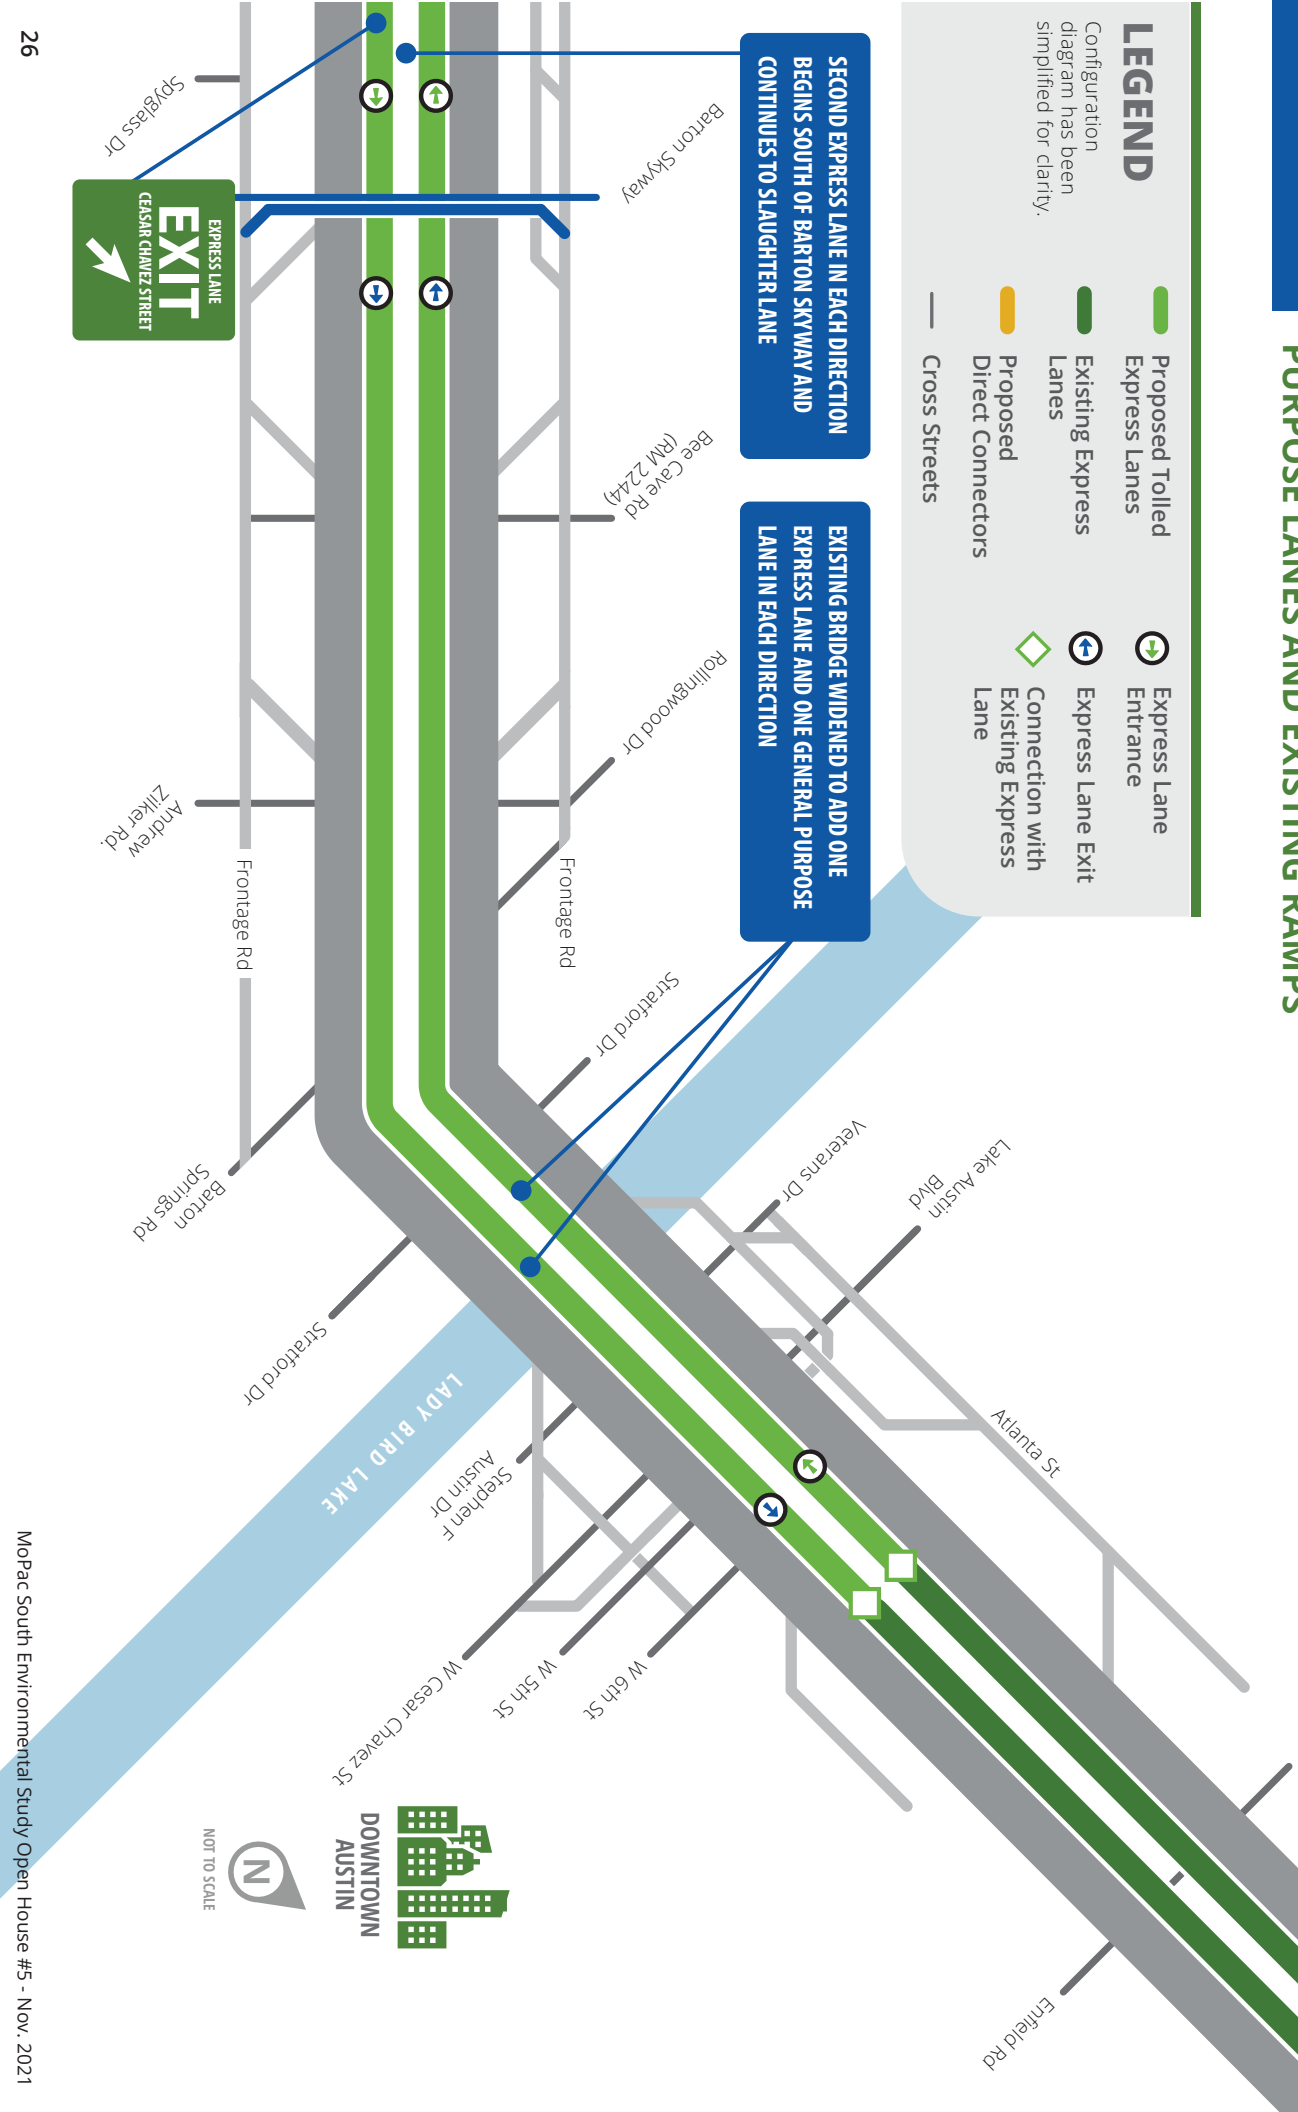 PURPOSE LANES AND EXISTING RAMPS
LEGEND
Configuration
diagram has been
simplified for clarity.
Proposed Tolled
Express Lanes
Existing Express
Lanes
Proposed
Direct Connectors
Cross Streets
Express Lane
Entrance
Express Lane Exit
Connection with
Existing Express
Lane
SECOND EXPRESS LANE IN EACH DIRECTION
BEGINS SOUTH OF BARTON SKYWAY AND
CONTINUES TO SLAUGHTER LANE
EXISTING BRIDGE WIDENED TO ADD ONE
EXPRESS LANE AND ONE GENERAL PURPOSE
LANE IN EACH DIRECTION
Barton Skyway
Bee Cave Rd
(RM 2244)
Rollingwood Dr
Frontage Rd
Stratford Dr
Veterans Dr
Lake Austin
Blvd
Atlanta St
Spyglass Dr
EXPRESS LANE
EXIT
CEASAR CHAVEZ STREET
Andrew
Zilker Rd.
Frontage Rd
Barton
Springs Rd
Stratford Dr
LADY BIRD LAKE
Stephen F
Austin Dr
W Cesar Chavez St
W 5th St
W 6th St
Enfield Rd
DOWNTOWN
AUSTIN
N
NOT TO SCALE
26
MoPac South Environmental Study Open House #5 - Nov. 2021